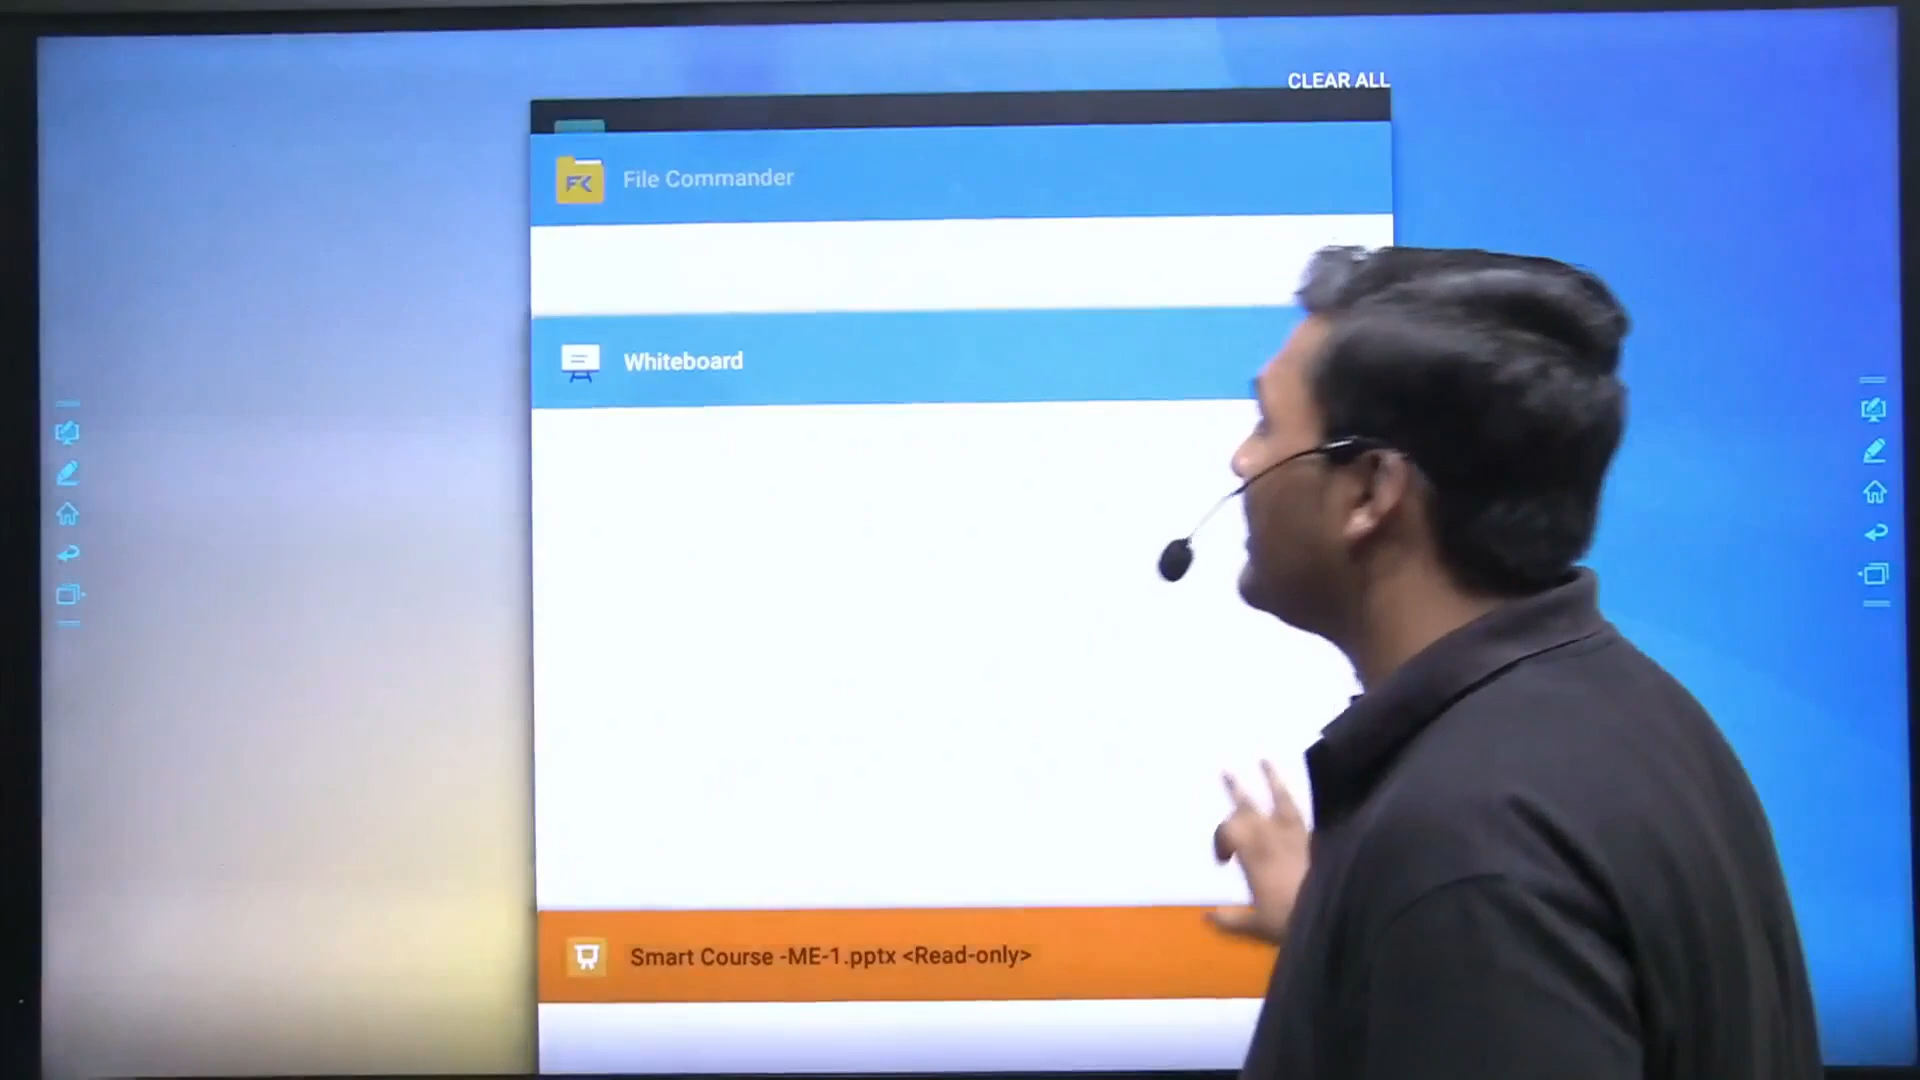 CLEAR ALL
File Commander
Whiteboard
Smart Course -ME-1.pptx <Read-only>